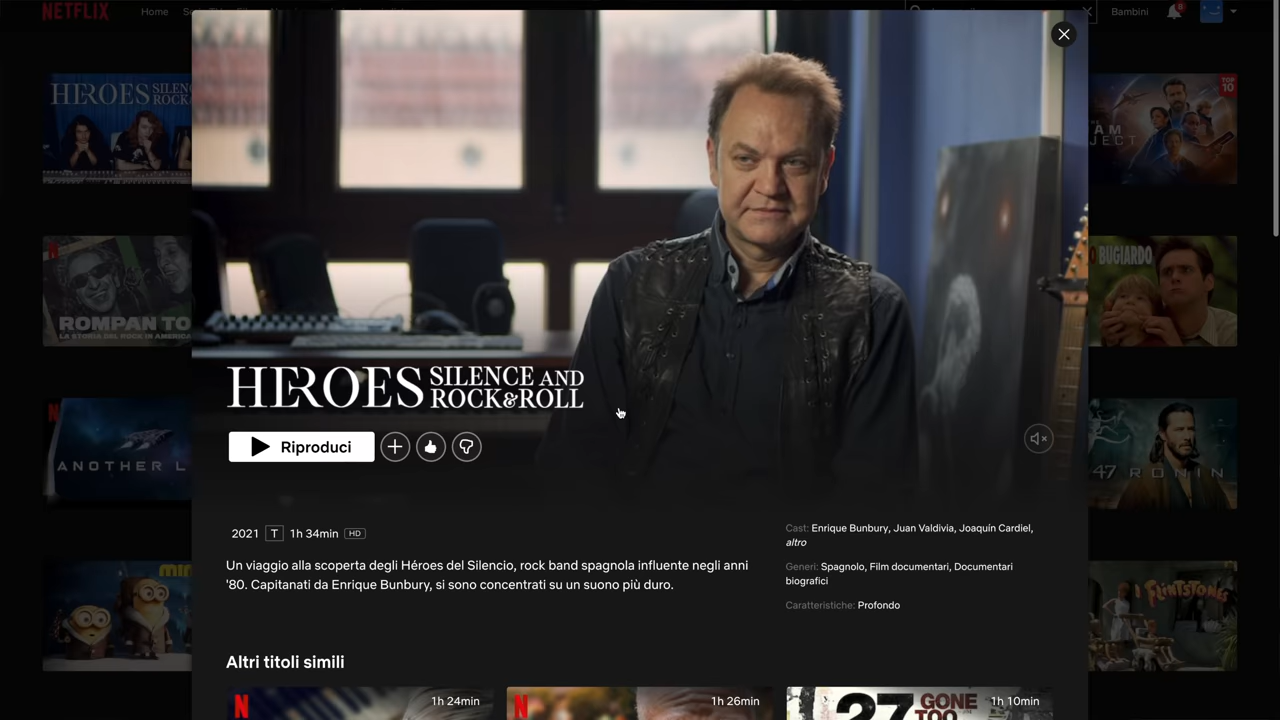 NETFLIX
Home
Bambini
HEROES SILENCE AND
ROCK&ROLL
Riproduci
2021 T 1h 34min HD
Un viaggio alla scoperta degli Héroes del Silencio, rock band spagnola influente negli anni
'80. Capitanati da Enrique Bunbury, si sono concentrati su un suono più duro.
Cast: Enrique Bunbury, Juan Valdivia, Joaquín Cardiel,
altro
Generi: Spagnolo, Film documentari, Documentari
biografici
Caratteristiche: Profondo
Altri titoli simili
N 1h 24min
N 1h 26min
27 GONE
TOO
1h 10min
HEROES
ROMPAN TO
LA STORIA DEL ROCK IN AMERICA
ANOTHER L
TOP
10
BUGIARDO
47 RONIN
FLINTSTONES